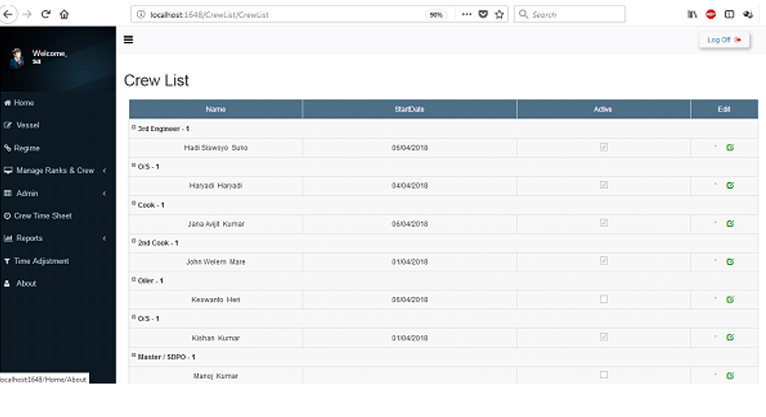 localhost:1648/CrewList/CrewList
90%
Search
Welcome,
sa
Log Off
Crew List
Home
Vessel
Regime
Manage Ranks & Crew
Admin
Crew Time Sheet
Reports
Time Adjustment
About
Name StartDate Active Edit
3rd Engineer - 1
Hadi Siswoyo Suko 05/04/2018
O/S - 1
Haryadi Haryadi 04/04/2018
Cook - 1
Jana Avijit Kumar 05/04/2018
2nd Cook - 1
John Welem Mare 01/04/2018
Oiler - 1
Keswanto Heri 05/04/2018
O/S - 1
Kishan Kumar 01/04/2018
Master / SDPO - 1
Manoj Kumar
localhost:1648/Home/About